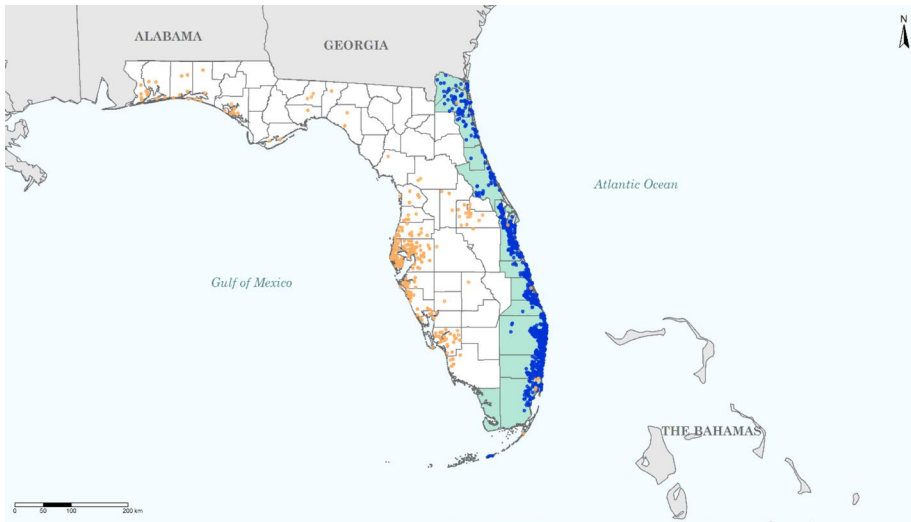 N
ALABAMA
GEORGIA
Atlantic Ocean
Gulf of Mexico
THE BAHAMAS
0 50 100 200 km